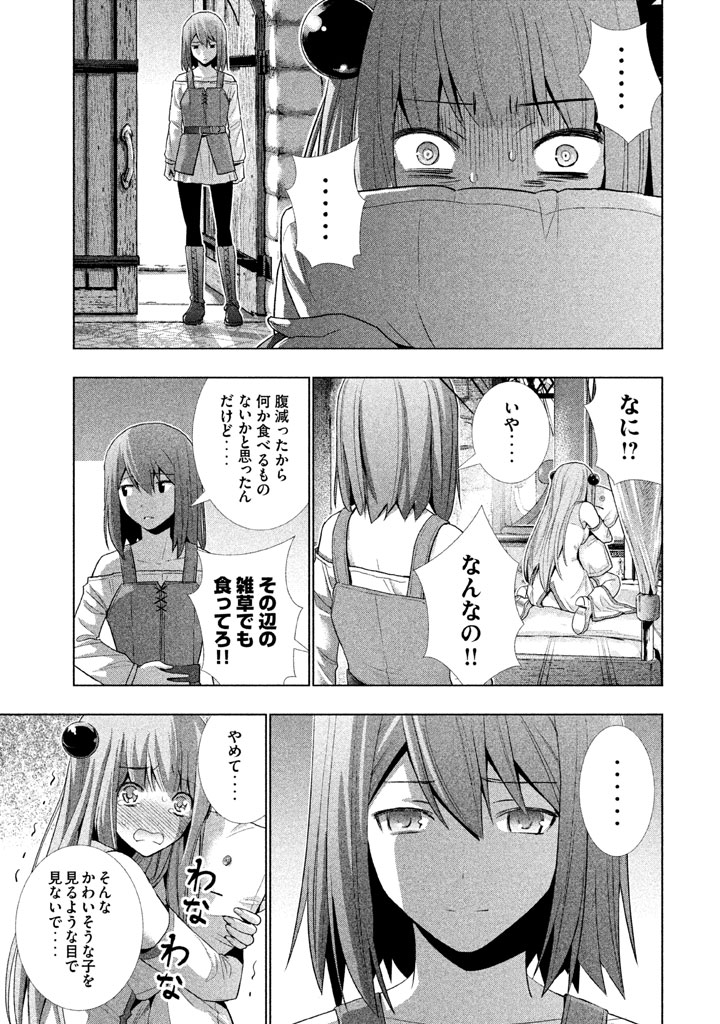 ・・・・・・
・・・・・・
なに!?
いや・・・・
なんなの!!
腹減ったから
何か食べるもの
ないかと思ったん
だけど・・・・
その辺の
雑草でも
食ってろ!!
・・・・・・
やめて・・・・
わなわな
そんな
かわいそうな子を
見るような目で
見ないで・・・・